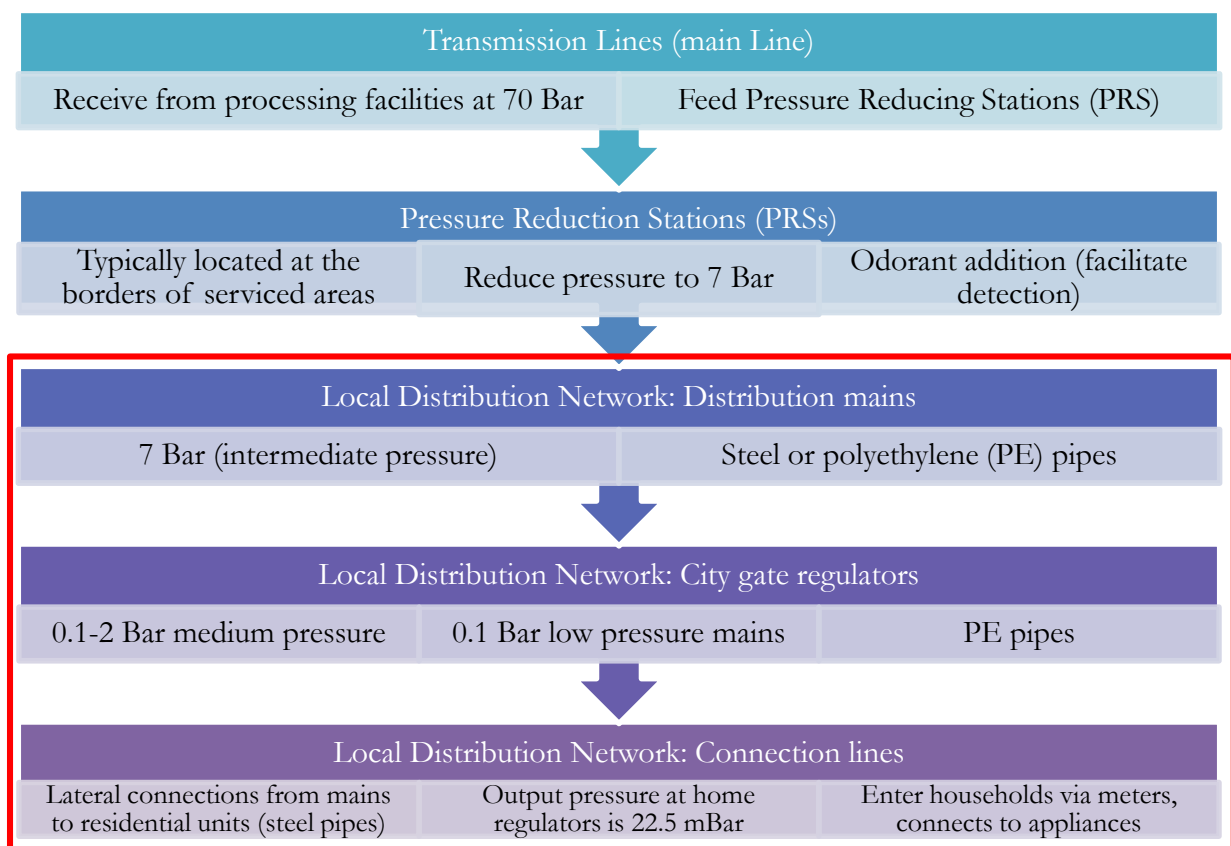 Transmission Lines (main Line)
Receive from processing facilities at 70 Bar
Feed Pressure Reducing Stations (PRS)
Pressure Reduction Stations (PRSs)
Typically located at the
borders of serviced areas
Reduce pressure to 7 Bar
Odorant addition (facilitate
detection)
Local Distribution Network: Distribution mains
7 Bar (intermediate pressure)
Steel or polyethylene (PE) pipes
Local Distribution Network: City gate regulators
0.1-2 Bar medium pressure
0.1 Bar low pressure mains
PE pipes
Local Distribution Network: Connection lines
Lateral connections from mains
to residential units (steel pipes)
Output pressure at home
regulators is 22.5 mBar
Enter households via meters,
connects to appliances